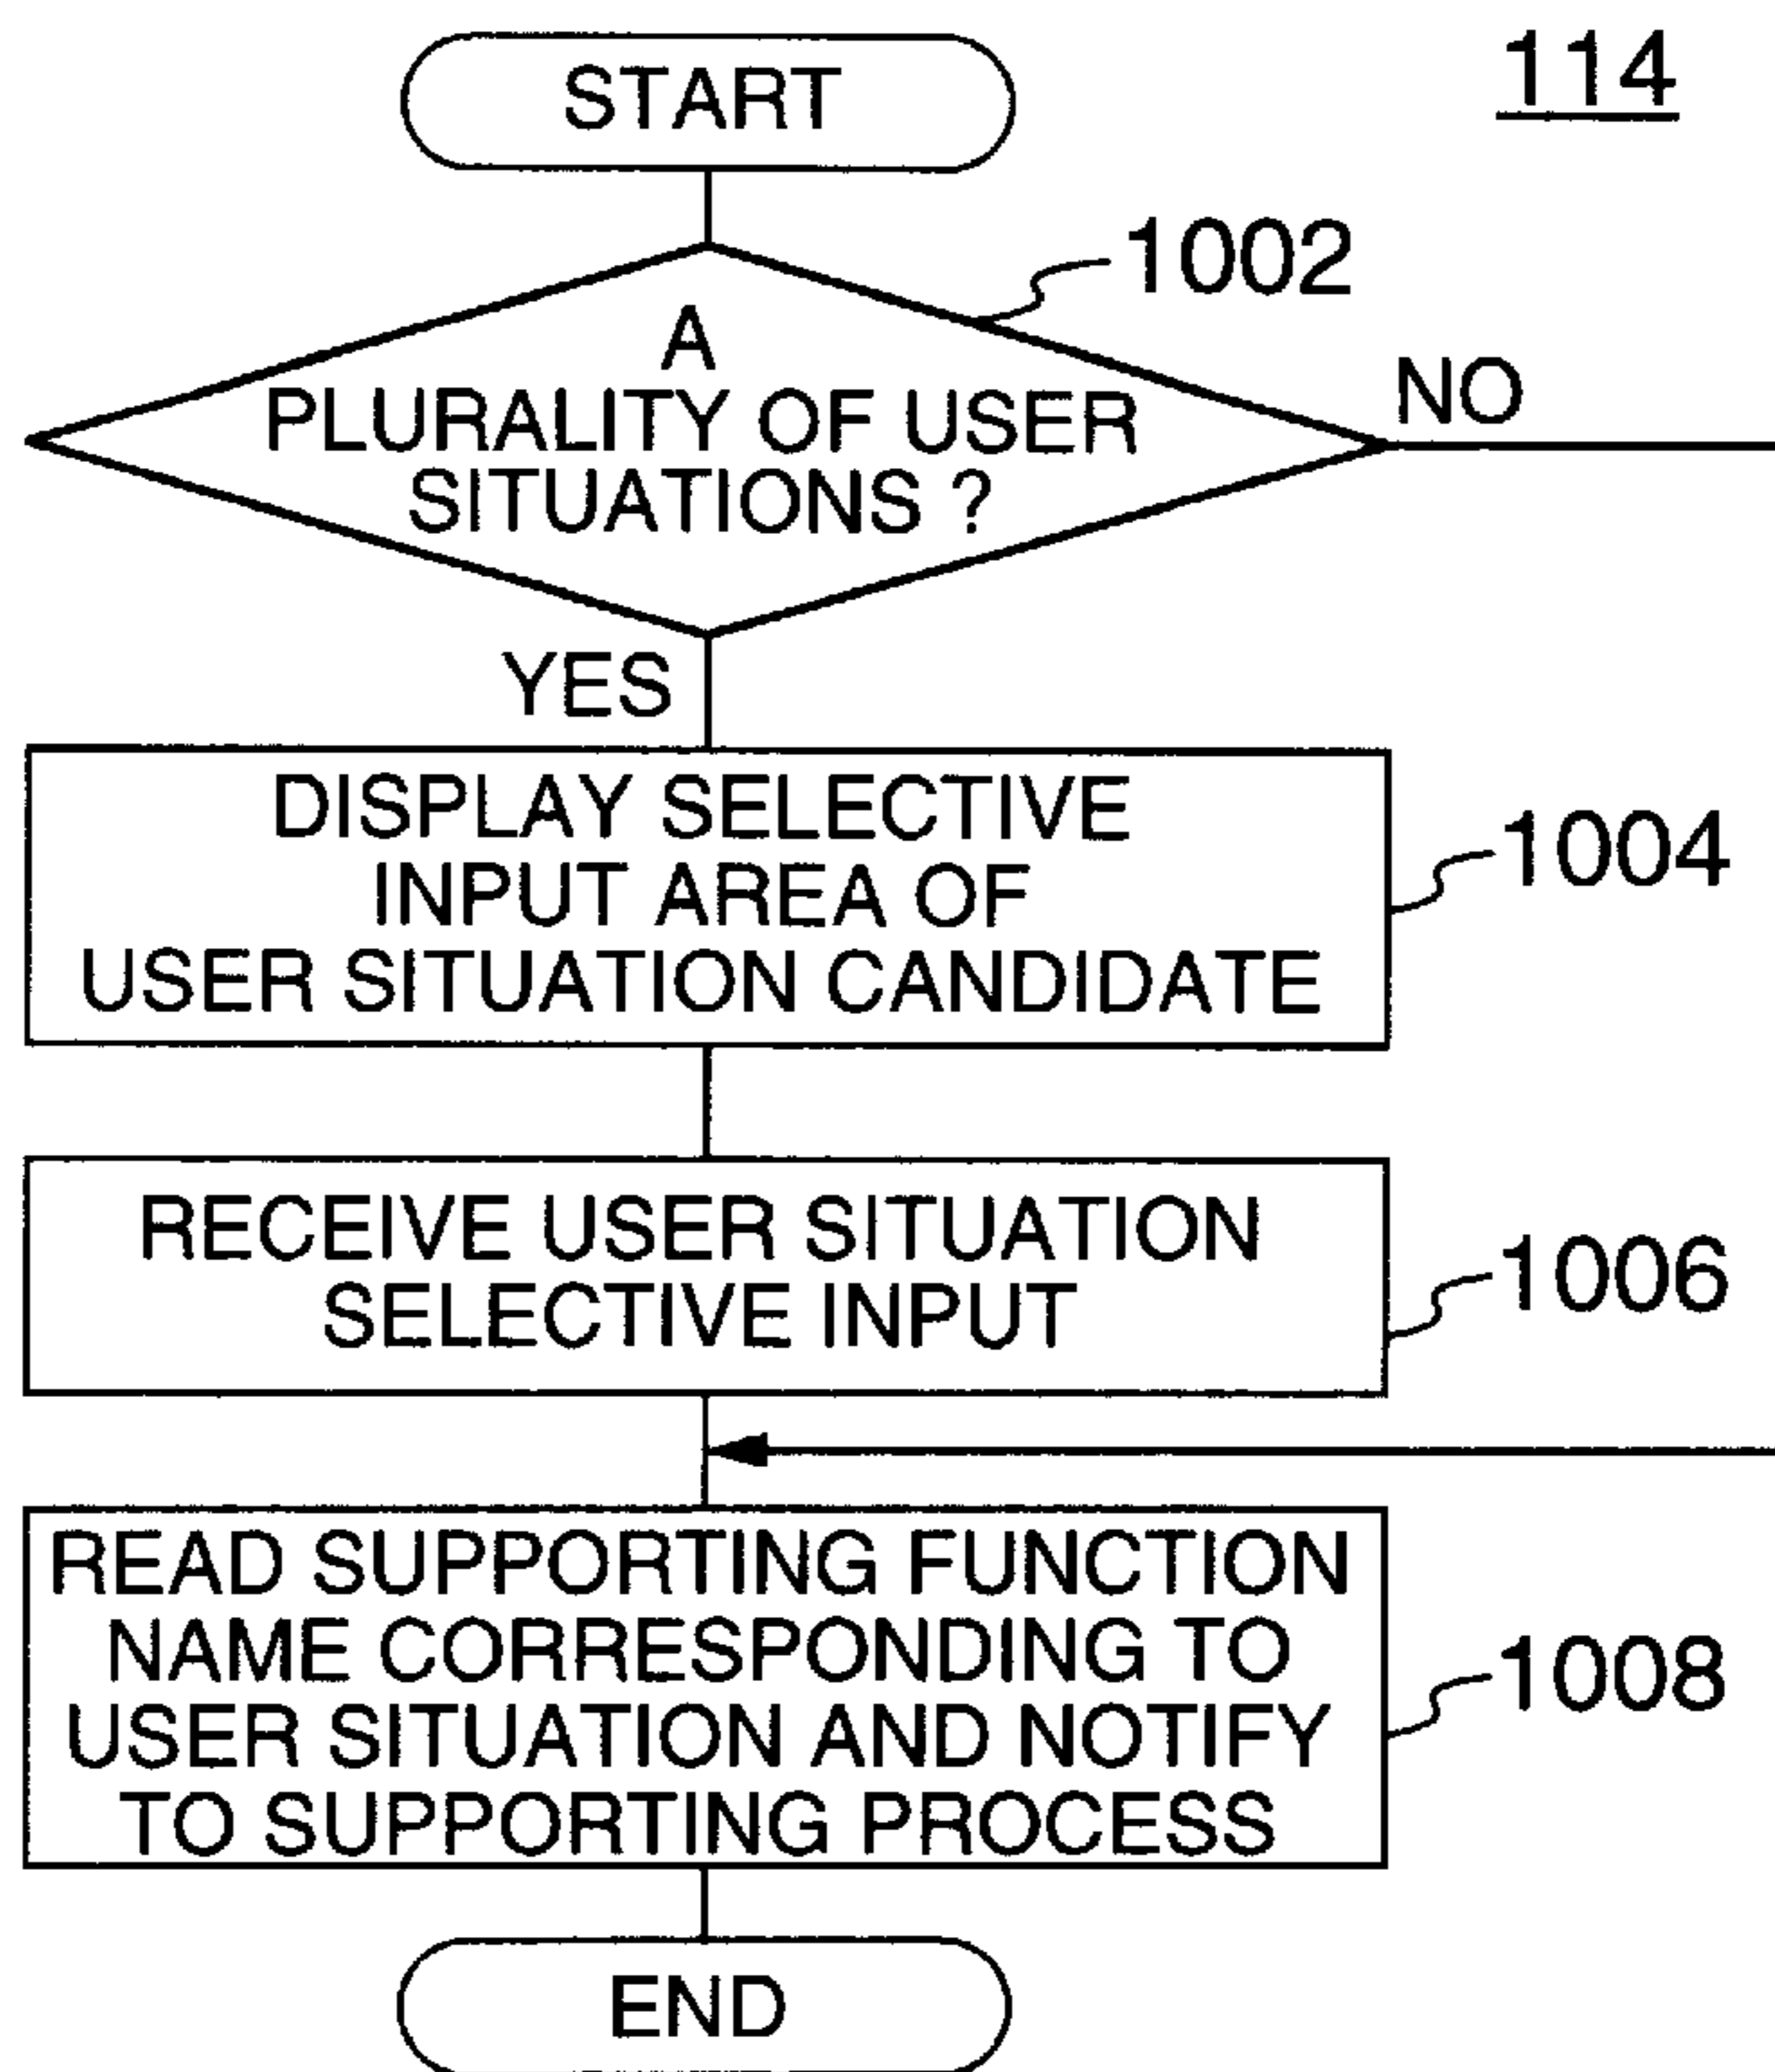 START
114
1002
A
PLURALITY OF USER
SITUATIONS ?
NO
YES
DISPLAY SELECTIVE
INPUT AREA OF
USER SITUATION CANDIDATE
1004
RECEIVE USER SITUATION
SELECTIVE INPUT
1006
READ SUPPORTING FUNCTION
NAME CORRESPONDING TO
USER SITUATION AND NOTIFY
TO SUPPORTING PROCESS
1008
END